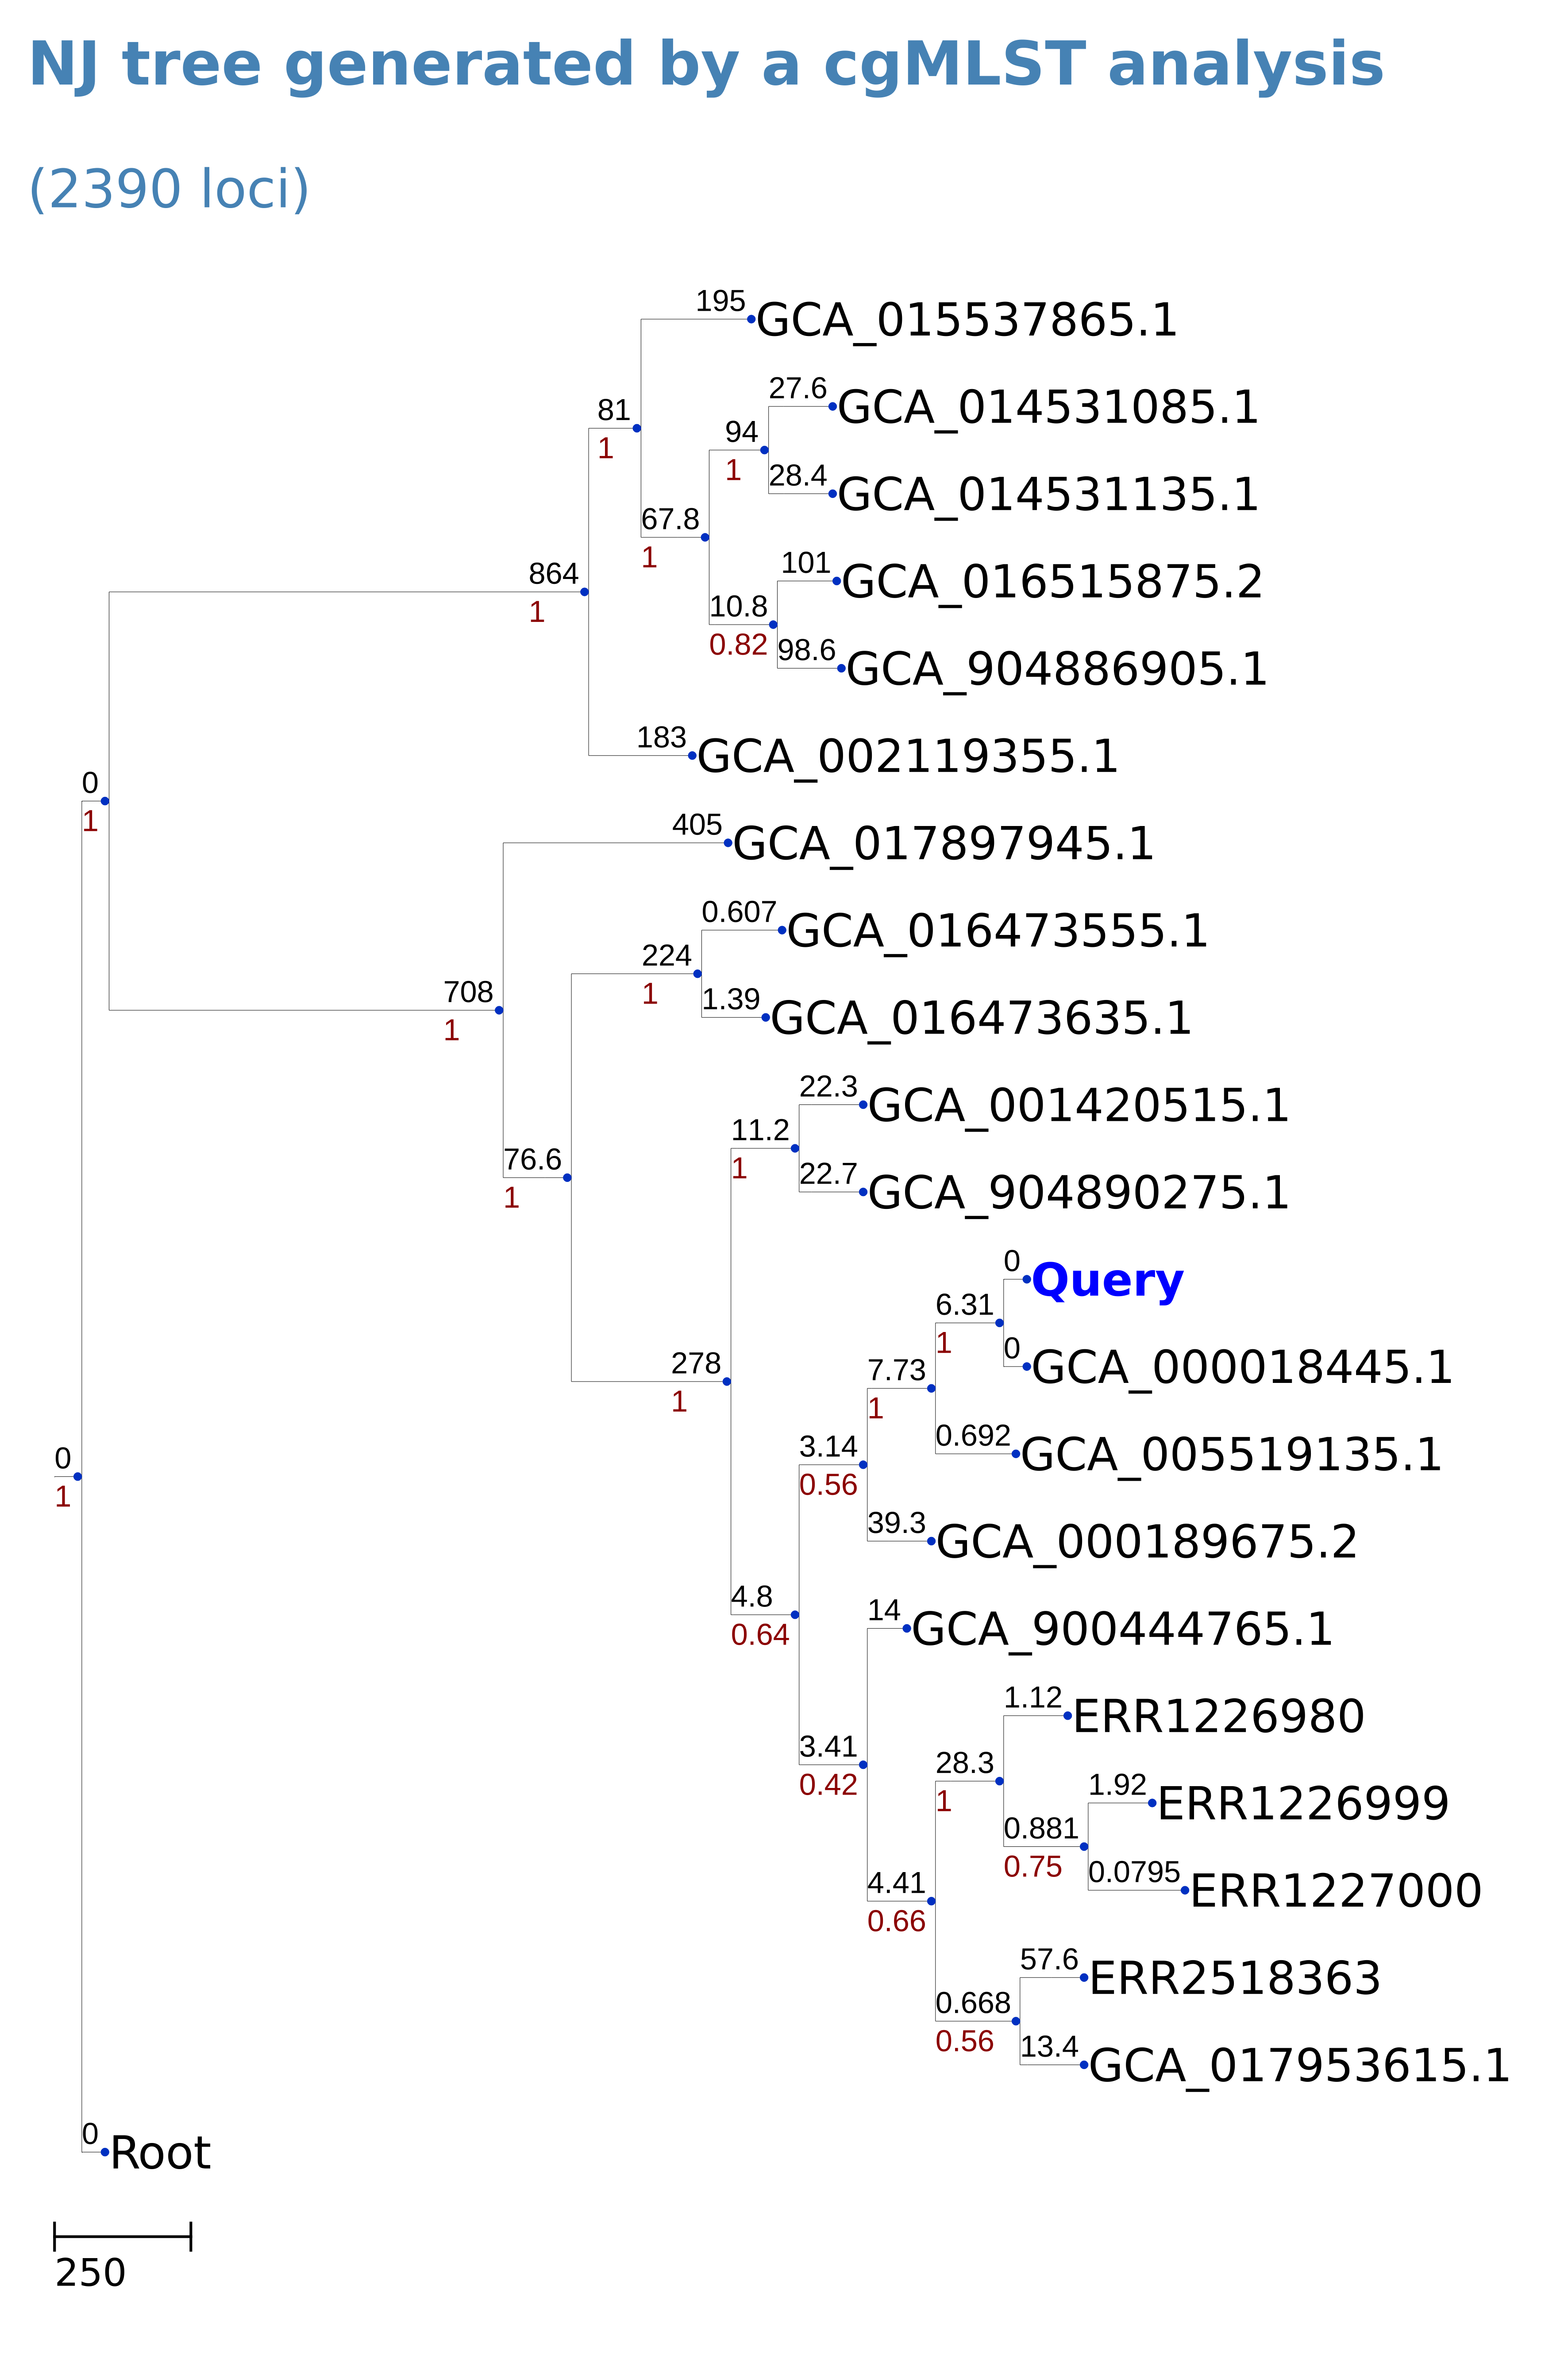 NJ tree generated by a cgMLST analysis
(2390 loci)
195
GCA_015537865.1
27.6
81
GCA_014531085.1
94
1
1
28.4
GCA_014531135.1
67.8
1
101
864
GCA_016515875.2
1
10.8
0.82
98.6
GCA_904886905.1
183
GCA_002119355.1
0
1
405
GCA_017897945.1
0.607
GCA_016473555.1
224
1
708
1.39
1
GCA_016473635.1
22.3
GCA_001420515.1
11.2
76.6
1
22.7
1
GCA_904890275.1
0
Query
6.31
1
0
278
7.73
GCA_000018445.1
1
1
0.692
3.14
GCA_005519135.1
0
0.56
1
39.3
GCA_000189675.2
4.8
14
0.64
GCA_900444765.1
1.12
ERR1226980
3.41
28.3
0.42
1
1.92
ERR1226999
0.881
0.75
0.0795
4.41
ERR1227000
0.66
57.6
ERR2518363
0.668
0.56
13.4
GCA_017953615.1
0
Root
250